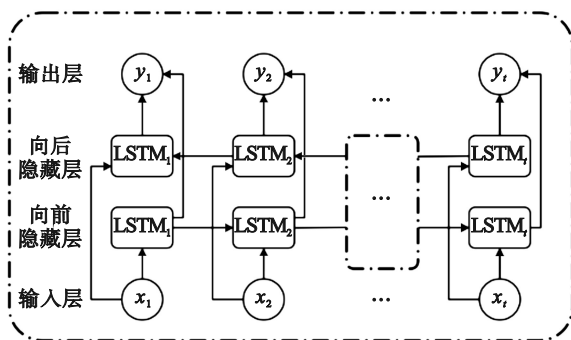 输出层 y₁ y₂ ... yₜ
向后
隐藏层 LSTM₁ LSTM₂ LSTMₜ
...
向前
隐藏层 LSTM₁ LSTM₂ LSTMₜ
输入层 x₁ x₂ ... xₜ